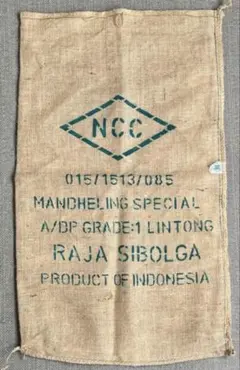 NCC
015/1513/085
MANDHELING SPECIAL
A/DP GRADE:1 LINTONG
RAJA SIBOLGA
PRODUCT OF INDONESIA